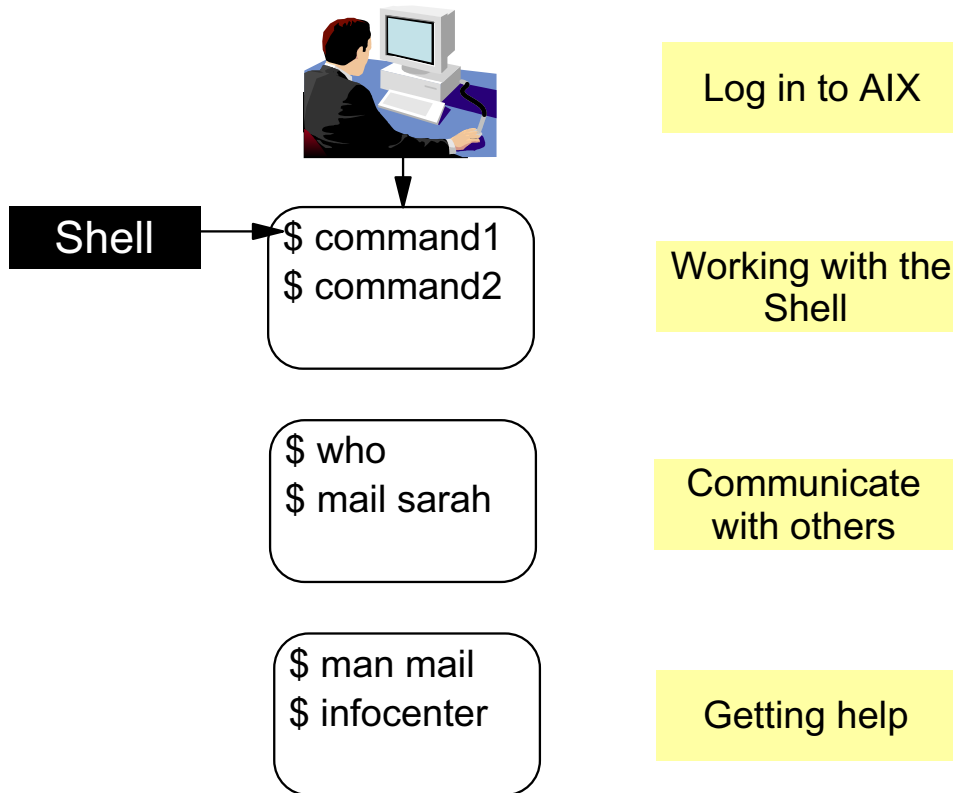 Log in to AIX
Shell
$ command1
$ command2
Working with the
Shell
$ who
$ mail sarah
Communicate
with others
$ man mail
$ infocenter
Getting help